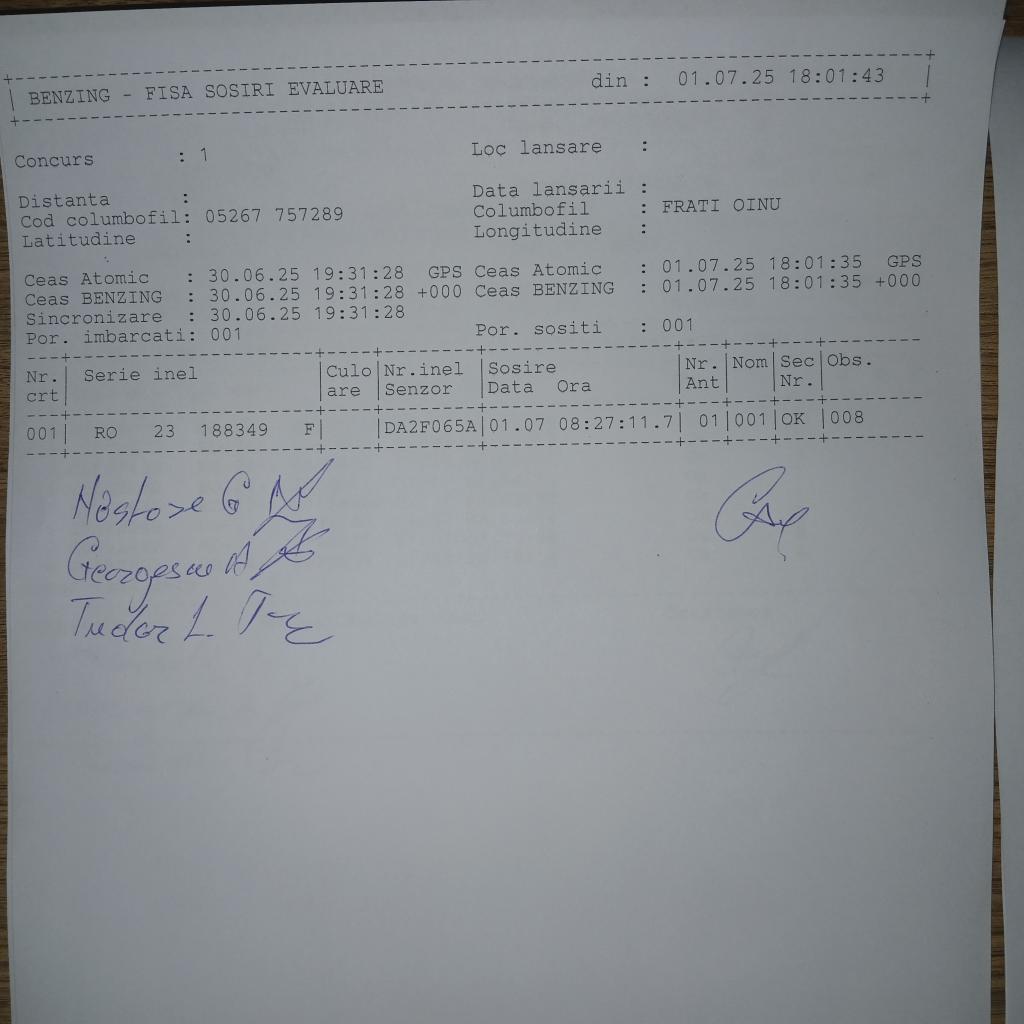 BENZING - FISA SOSIRI EVALUARE din : 01.07.25 18:01:43
Concurs : 1 Loc lansare :
Distanta : Data lansarii :
Cod columbofil: 05267 757289 Columbofil : FRATI OINU
Latitudine : Longitudine :
Ceas Atomic : 30.06.25 19:31:28 GPS Ceas Atomic : 01.07.25 18:01:35 GPS
Ceas BENZING : 30.06.25 19:31:28 +000 Ceas BENZING : 01.07.25 18:01:35 +000
Sincronizare : 30.06.25 19:31:28
Por. imbarcati: 001 Por. sositi : 001
Nr. | Serie inel | Culo | Nr.inel | Sosire | Nr. | Nom | Sec | Obs.
crt | | are | Senzor | Data Ora | Ant | | Nr. |
001 | RO 23 188349 F | | DA2F065A | 01.07 08:27:11.7 | 01 | 001 | OK | 008
G
Georgescu A
Tudor L.